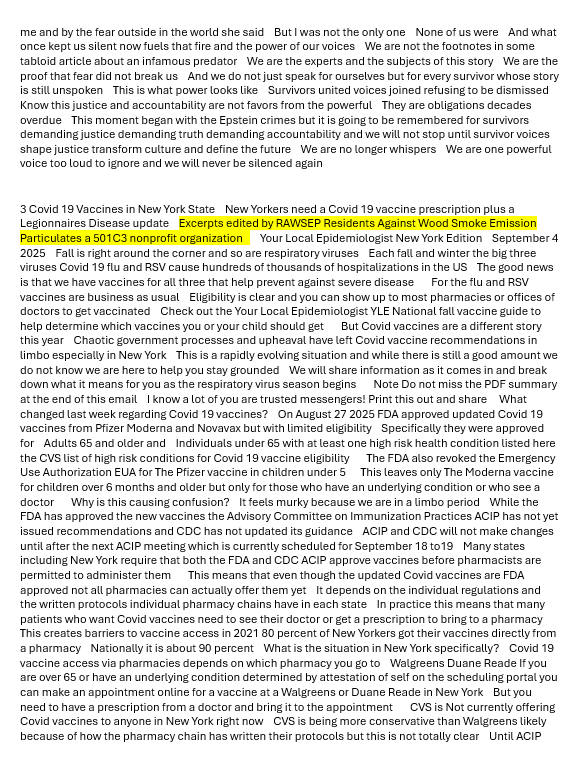 me and by the fear outside in the world she said   But I was not the only one   None of us were   And what
once kept us silent now fuels that fire and the power of our voices   We are not the footnotes in some
tabloid article about an infamous predator   We are the experts and the subjects of this story   We are the
proof that fear did not break us   And we do not just speak for ourselves but for every survivor whose story
is still unspoken   This is what power looks like   Survivors united voices joined refusing to be dismissed
Know this justice and accountability are not favors from the powerful   They are obligations decades
overdue   This moment began with the Epstein crimes but it is going to be remembered for survivors
demanding justice demanding truth demanding accountability and we will not stop until survivor voices
shape justice transform culture and define the future   We are no longer whispers   We are one powerful
voice too loud to ignore and we will never be silenced again
3 Covid 19 Vaccines in New York State   New Yorkers need a Covid 19 vaccine prescription plus a
Legionnaires Disease update   Excerpts edited by RAWSEP Residents Against Wood Smoke Emission
Particulates a 501C3 nonprofit organization      Your Local Epidemiologist New York Edition   September 4
2025   Fall is right around the corner and so are respiratory viruses   Each fall and winter the big three
viruses Covid 19 flu and RSV cause hundreds of thousands of hospitalizations in the US   The good news
is that we have vaccines for all three that help prevent against severe disease      For the flu and RSV
vaccines are business as usual   Eligibility is clear and you can show up to most pharmacies or offices of
doctors to get vaccinated   Check out the Your Local Epidemiologist YLE National fall vaccine guide to
help determine which vaccines you or your child should get      But Covid vaccines are a different story
this year   Chaotic government processes and upheaval have left Covid vaccine recommendations in
limbo especially in New York   This is a rapidly evolving situation and while there is still a good amount we
do not know we are here to help you stay grounded   We will share information as it comes in and break
down what it means for you as the respiratory virus season begins      Note Do not miss the PDF summary
at the end of this email   I know a lot of you are trusted messengers! Print this out and share   What
changed last week regarding Covid 19 vaccines?   On August 27 2025 FDA approved updated Covid 19
vaccines from Pfizer Moderna and Novavax but with limited eligibility   Specifically they were approved
for   Adults 65 and older and   Individuals under 65 with at least one high risk health condition listed here
the CVS list of high risk conditions for Covid 19 vaccine eligibility      The FDA also revoked the Emergency
Use Authorization EUA for The Pfizer vaccine in children under 5     This leaves only The Moderna vaccine
for children over 6 months and older but only for those who have an underlying condition or who see a
doctor      Why is this causing confusion?   It feels murky because we are in a limbo period   While the
FDA has approved the new vaccines the Advisory Committee on Immunization Practices ACIP has not yet
issued recommendations and CDC has not updated its guidance   ACIP and CDC will not make changes
until after the next ACIP meeting which is currently scheduled for September 18 to19   Many states
including New York require that both the FDA and CDC ACIP approve vaccines before pharmacists are
permitted to administer them      This means that even though the updated Covid vaccines are FDA
approved not all pharmacies can actually offer them yet   It depends on the individual regulations and
the written protocols individual pharmacy chains have in each state   In practice this means that many
patients who want Covid vaccines need to see their doctor or get a prescription to bring to a pharmacy
This creates barriers to vaccine access in 2021 80 percent of New Yorkers got their vaccines directly from
a pharmacy   Nationally it is about 90 percent   What is the situation in New York specifically?   Covid 19
vaccine access via pharmacies depends on which pharmacy you go to   Walgreens Duane Reade If you
are over 65 or have an underlying condition determined by attestation of self on the scheduling portal you
can make an appointment online for a vaccine at a Walgreens or Duane Reade in New York   But you
need to have a prescription from a doctor and bring it to the appointment      CVS is Not currently offering
Covid vaccines to anyone in New York right now   CVS is being more conservative than Walgreens likely
because of how the pharmacy chain has written their protocols but this is not totally clear   Until ACIP